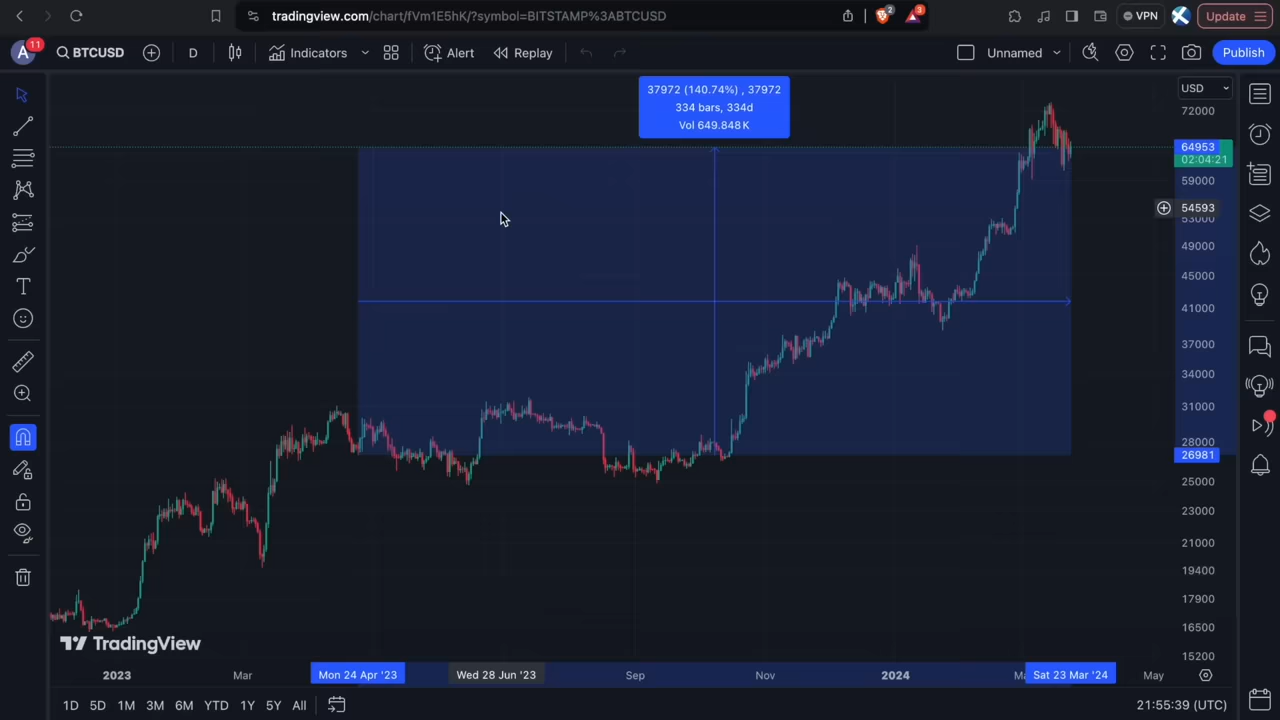 tradingview.com/chart/fVm1E5hK/?symbol=BITSTAMP%3ABTCUSD
2
3
VPN
Update
A
11
BTCUSD
D
Indicators
Alert
Replay
Unnamed
Publish
37972 (140.74%) , 37972
334 bars, 334d
Vol 649.848 K
USD
72000
64953
02:04:21
59000
54593
53000
49000
45000
41000
37000
34000
31000
28000
26981
25000
23000
21000
19400
17900
16500
15200
TradingView
2023
Mar
Mon 24 Apr '23
Wed 28 Jun '23
Sep
Nov
2024
Sat 23 Mar '24
May
1D 5D 1M 3M 6M YTD 1Y 5Y All
21:55:39 (UTC)